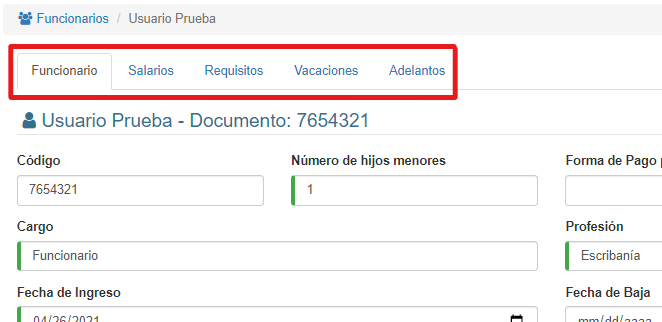 Funcionarios / Usuario Prueba
Funcionario Salarios Requisitos Vacaciones Adelantos
Usuario Prueba - Documento: 7654321
Código Número de hijos menores Forma de Pago
7654321 1
Cargo Profesión
Funcionario Escribanía
Fecha de Ingreso Fecha de Baja
04/26/2021 mm/dd/aaaa